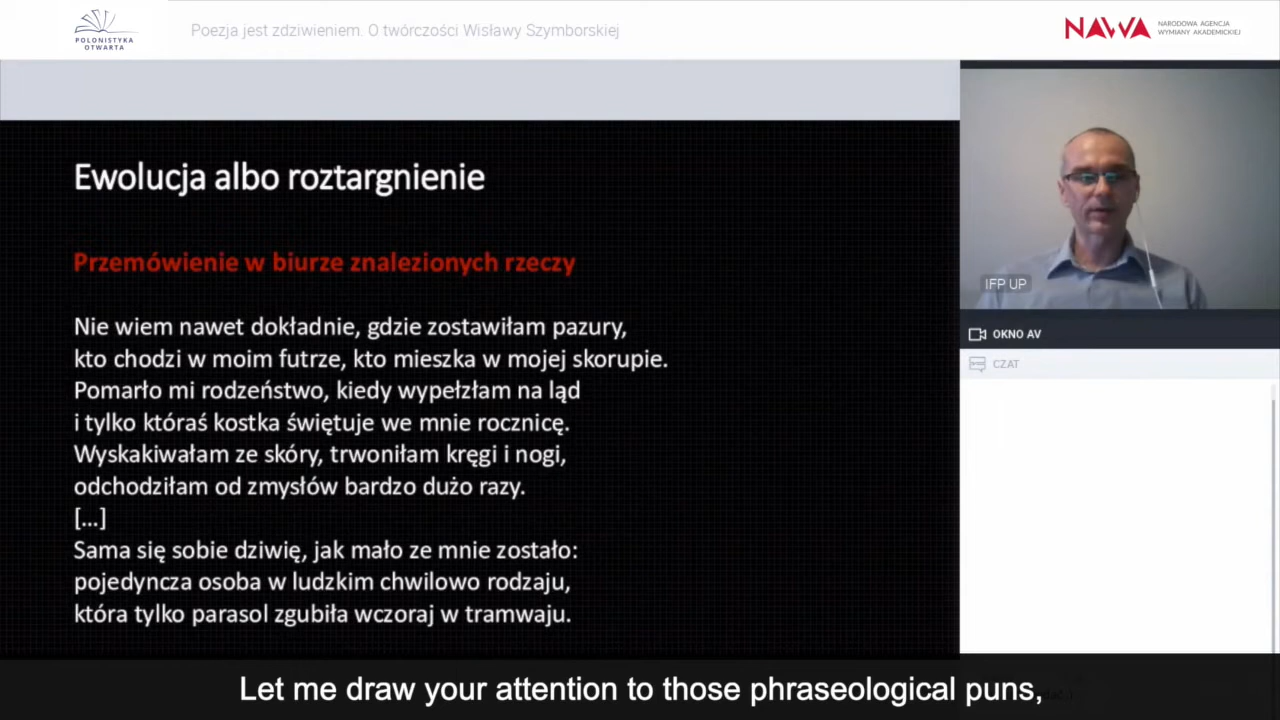 POLONISTYKA
OTWARTA
Poezja jest zdziwieniem. O twórczości Wisławy Szymborskiej
NAWA
NARODOWA AGENCJA
WYMIANY AKADEMICKIEJ
Ewolucja albo roztargnienie
Przemówienie w biurze znalezionych rzeczy
Nie wiem nawet dokładnie, gdzie zostawiłam pazury,
kto chodzi w moim futrze, kto mieszka w mojej skorupie.
Pomarło mi rodzeństwo, kiedy wypełzłam na ląd
i tylko któraś kostka świętuje we mnie rocznicę.
Wyskakiwałam ze skóry, trwoniłam kręgi i nogi,
odchodziłam od zmysłów bardzo dużo razy.
[...]
Sama się sobie dziwię, jak mało ze mnie zostało:
pojedyncza osoba w ludzkim chwilowo rodzaju,
która tylko parasol zgubiła wczoraj w tramwaju.
IFP UP
OKNO AV
CZAT
Let me draw your attention to those phraseological puns,